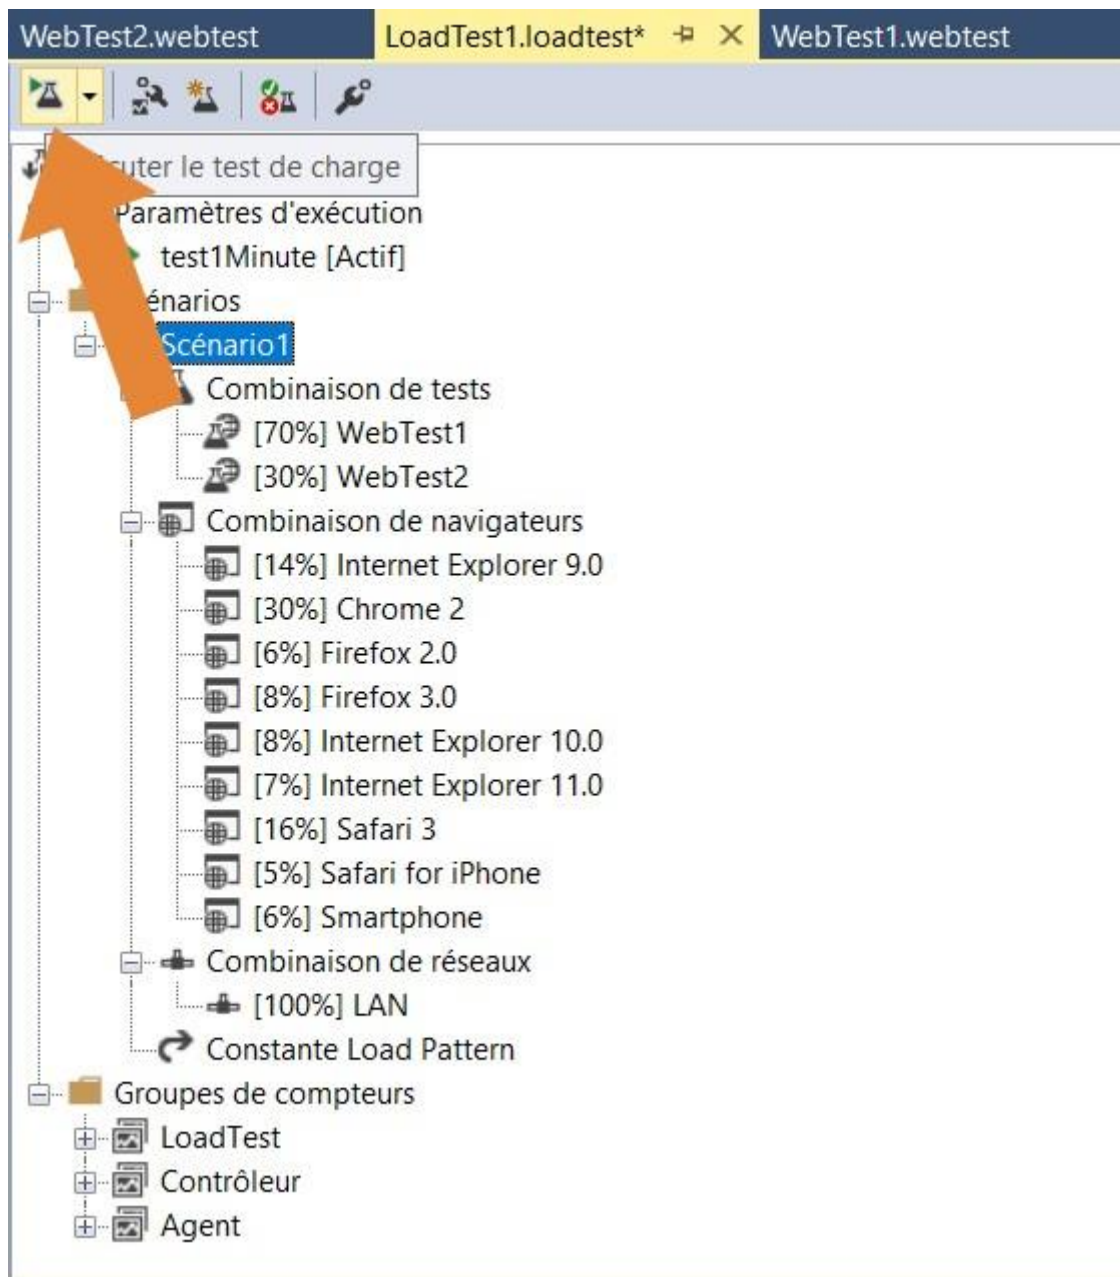 WebTest2.webtest LoadTest1.loadtest* WebTest1.webtest
uter le test de charge
Paramètres d'exécution
test1Minute [Actif]
énarios
Scénario1
Combinaison de tests
[70%] WebTest1
[30%] WebTest2
Combinaison de navigateurs
[14%] Internet Explorer 9.0
[30%] Chrome 2
[6%] Firefox 2.0
[8%] Firefox 3.0
[8%] Internet Explorer 10.0
[7%] Internet Explorer 11.0
[16%] Safari 3
[5%] Safari for iPhone
[6%] Smartphone
Combinaison de réseaux
[100%] LAN
Constante Load Pattern
Groupes de compteurs
LoadTest
Contrôleur
Agent